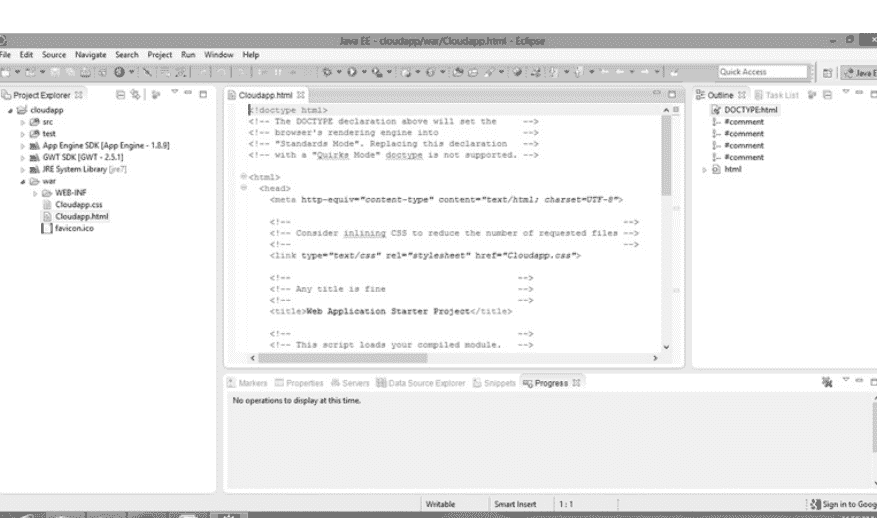 Java EE - cloudapp/war/Cloudapp.html - Eclipse
File Edit Source Navigate Search Project Run Window Help
Quick Access
Java E
Project Explorer
cloudapp
src
test
App Engine SDK [App Engine - 1.8.9]
GWT SDK [GWT - 2.5.1]
JRE System Library [jre7]
war
WEB-INF
Cloudapp.css
Cloudapp.html
favicon.ico
Cloudapp.html
<!doctype html>
<!-- The DOCTYPE declaration above will set the -->
<!-- browser's rendering engine into -->
<!-- "Standards Mode". Replacing this declaration -->
<!-- with a "Quirks Mode" doctype is not supported. -->
<html>
<head>
<meta http-equiv="content-type" content="text/html; charset=UTF-8">
<!-- -->
<!-- Consider inlining CSS to reduce the number of requested files -->
<!-- -->
<link type="text/css" rel="stylesheet" href="Cloudapp.css">
<!-- -->
<!-- Any title is fine -->
<!-- -->
<title>Web Application Starter Project</title>
<!-- -->
<!-- This script loads your compiled module. -->
Outline Task List
DOCTYPE:html
#comment
#comment
#comment
#comment
html
Markers Properties Servers Data Source Explorer Snippets Progress
No operations to display at this time.
Writable Smart Insert 1 : 1 Sign in to Goog